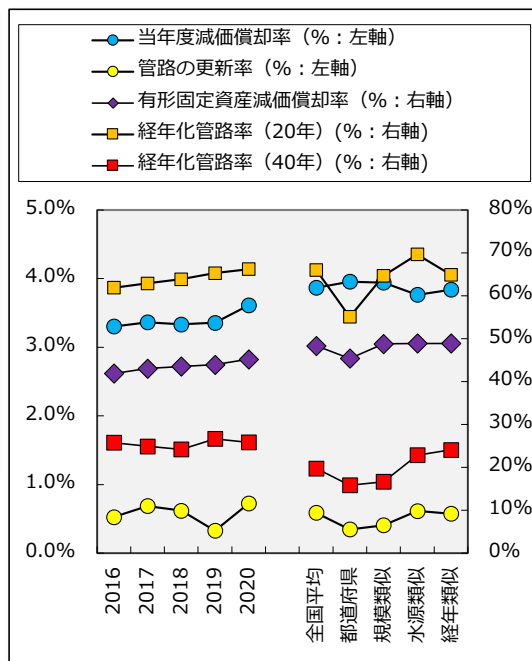 当年度減価償却率（%：左軸）
管路の更新率（%：左軸）
有形固定資産減価償却率（%：右軸）
経年化管路率（20年）(%：右軸)
経年化管路率（40年）(%：右軸)
5.0%
4.0%
3.0%
2.0%
1.0%
0.0%
80%
70%
60%
50%
40%
30%
20%
10%
0%
2016
2017
2018
2019
2020
全国平均
都道府県
規模類似
水源類似
経年類似